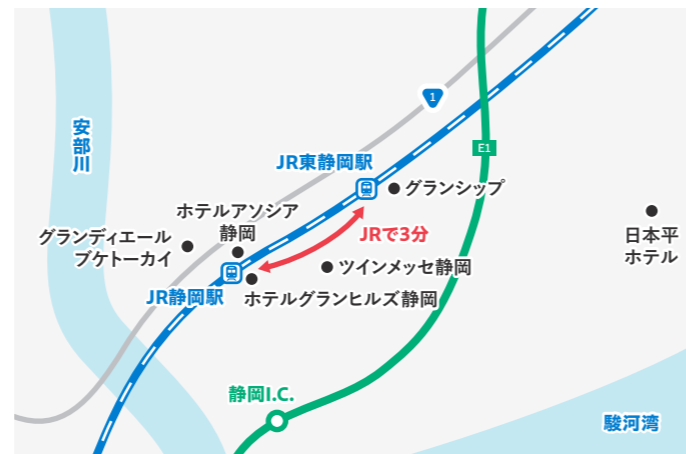 1
安部川
E1
JR東静岡駅
グランシップ
ホテルアソシア
静岡
グランディエール
ブケトーカイ
JRで3分
日本平
ホテル
ツインメッセ静岡
JR静岡駅
ホテルグランヒルズ静岡
静岡I.C.
駿河湾